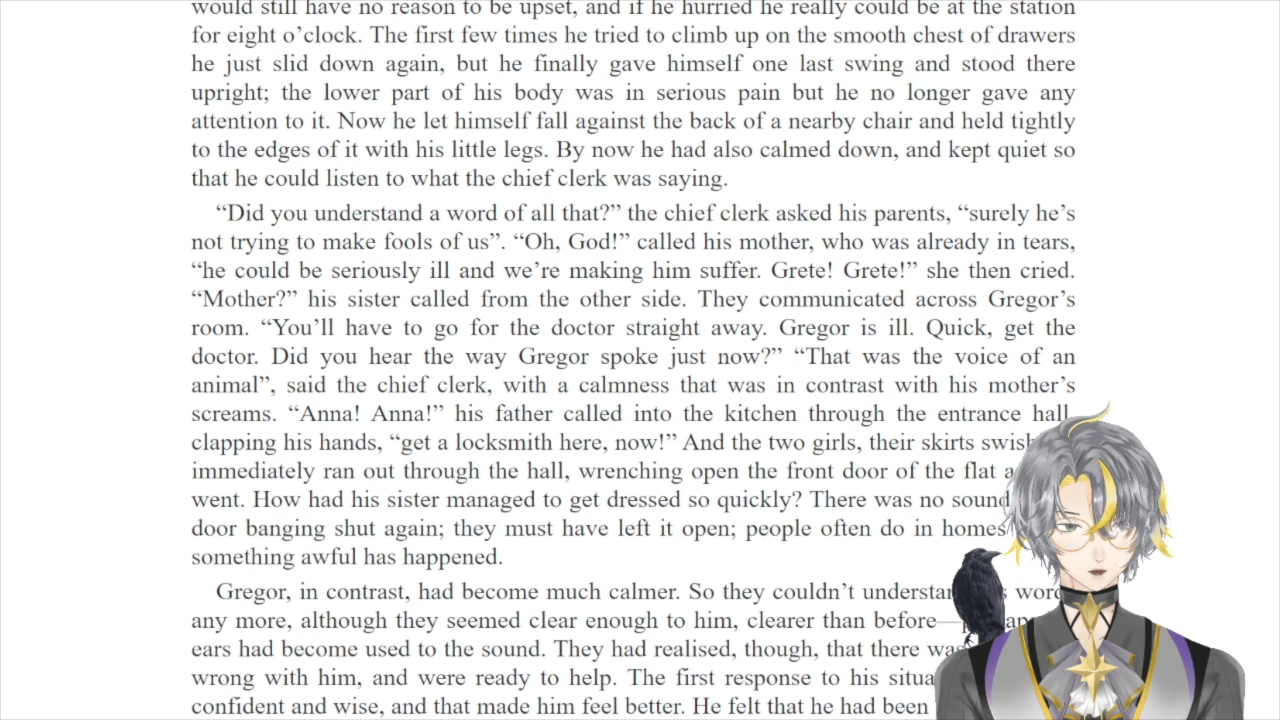 would still have no reason to be upset, and if he hurried he really could be at the station
for eight o’clock. The first few times he tried to climb up on the smooth chest of drawers
he just slid down again, but he finally gave himself one last swing and stood there
upright; the lower part of his body was in serious pain but he no longer gave any
attention to it. Now he let himself fall against the back of a nearby chair and held tightly
to the edges of it with his little legs. By now he had also calmed down, and kept quiet so
that he could listen to what the chief clerk was saying.
“Did you understand a word of all that?” the chief clerk asked his parents, “surely he’s
not trying to make fools of us”. “Oh, God!” called his mother, who was already in tears,
“he could be seriously ill and we’re making him suffer. Grete! Grete!” she then cried.
“Mother?” his sister called from the other side. They communicated across Gregor’s
room. “You’ll have to go for the doctor straight away. Gregor is ill. Quick, get the
doctor. Did you hear the way Gregor spoke just now?” “That was the voice of an
animal”, said the chief clerk, with a calmness that was in contrast with his mother’s
screams. “Anna! Anna!” his father called into the kitchen through the entrance hall,
clapping his hands, “get a locksmith here, now!” And the two girls, their skirts
immediately ran out through the hall, wrenching open the front door of the flat
went. How had his sister managed to get dressed so quickly? There was no sound
door banging shut again; they must have left it open; people often do in homes
something awful has happened.
Gregor, in contrast, had become much calmer. So they couldn’t
any more, although they seemed clear enough to him, clearer than before—
ears had become used to the sound. They had realised, though, that there
wrong with him, and were ready to help. The first response to his
confident and wise, and that made him feel better. He felt that he had been